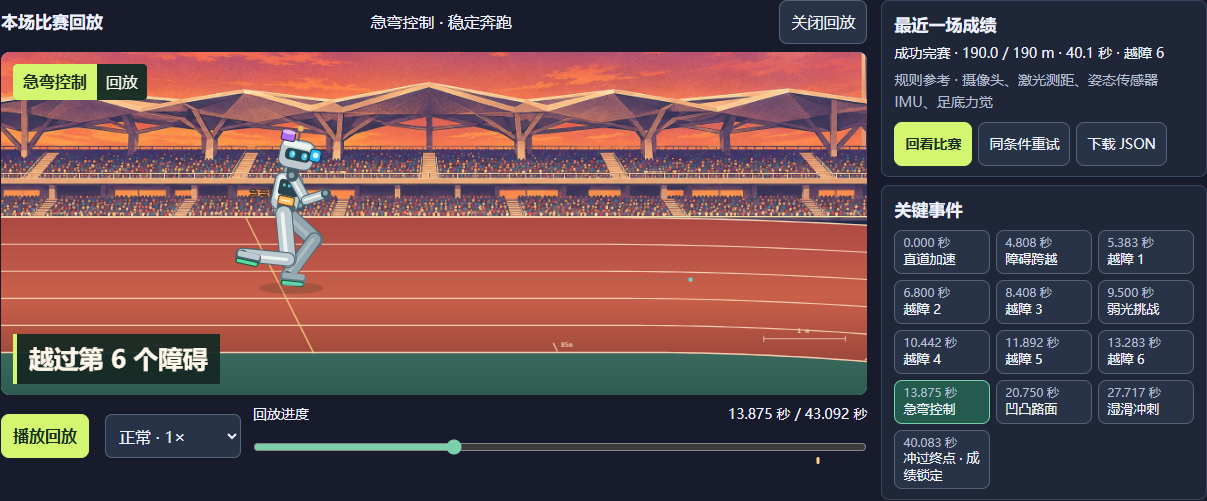 本场比赛回放
急弯控制 · 稳定奔跑
关闭回放
急弯控制
回放
1 m
85m
越过第 6 个障碍
播放回放
正常 · 1×
回放进度
13.875 秒 / 43.092 秒
最近一场成绩
成功完赛 · 190.0 / 190 m · 40.1 秒 · 越障 6
规则参考 · 摄像头、激光测距、姿态传感器
IMU、足底力觉
回看比赛
同条件重试
下载 JSON
关键事件
0.000 秒
直道加速
4.808 秒
障碍跨越
5.383 秒
越障 1
6.800 秒
越障 2
8.408 秒
越障 3
9.500 秒
弱光挑战
10.442 秒
越障 4
11.892 秒
越障 5
13.283 秒
越障 6
13.875 秒
急弯控制
20.750 秒
凹凸路面
27.717 秒
湿滑冲刺
40.083 秒
冲过终点 · 成
绩锁定